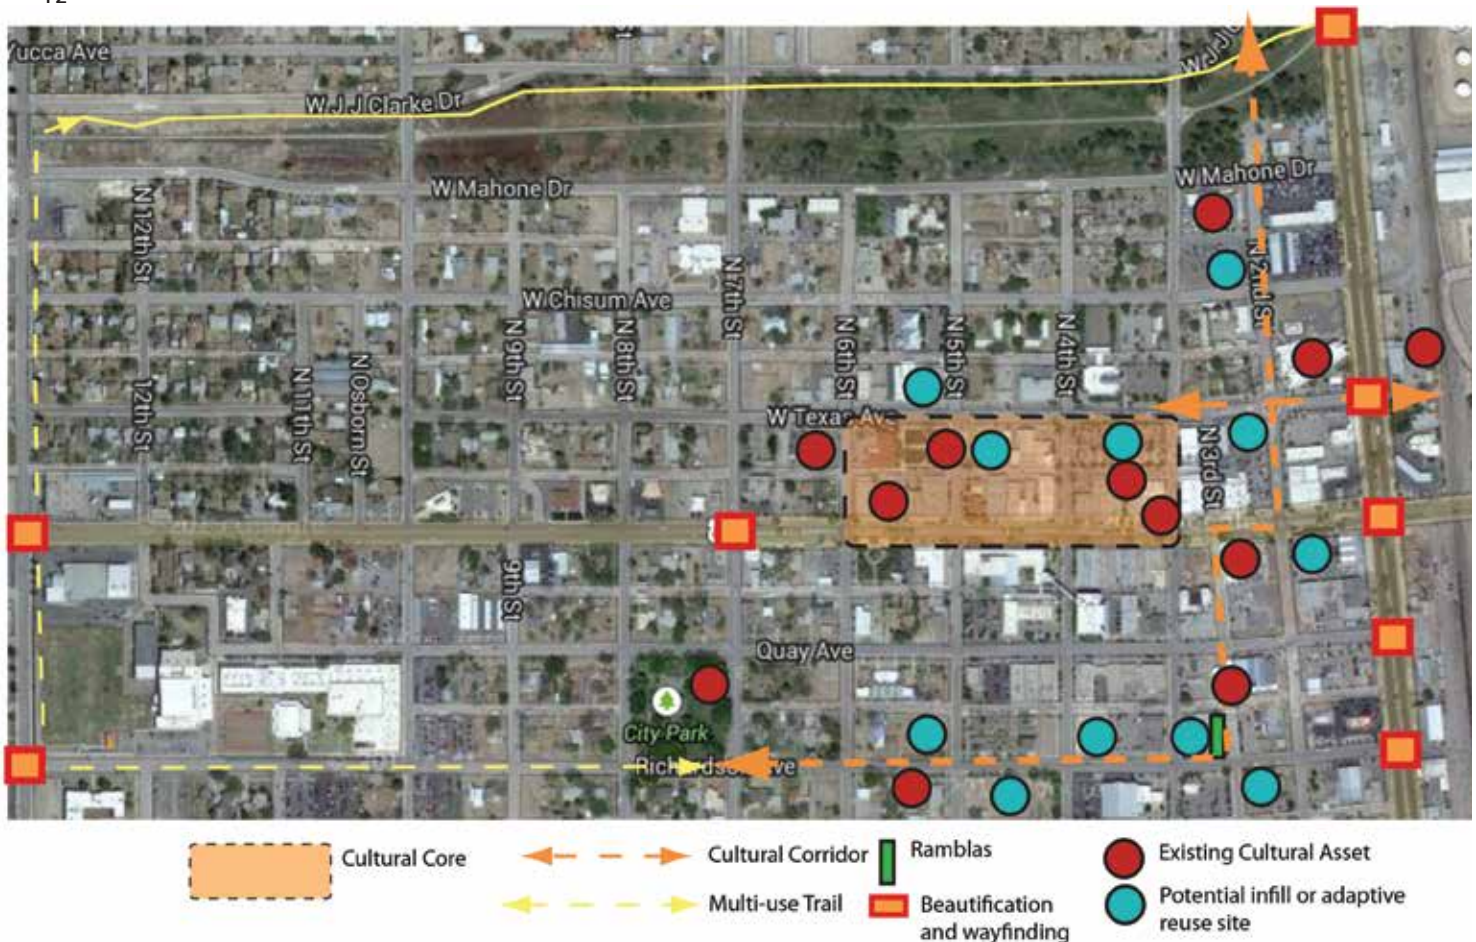 Yucca Ave
W J J Clarke Dr
W J J C
W Mahone Dr
W Mahone Dr
N 12th St
N 2nd St
N 7th St
W Chisum Ave
N 9th St
N 8th St
N 6th St
N 5th St
N 4th St
12th St
N 11th St
N Osborn St
W Texas Ave
N 3rd St
9th St
Quay Ave
City Park
Richardson Ave
Cultural Core
Cultural Corridor
Ramblas
Existing Cultural Asset
Multi-use Trail
Beautification
and wayfinding
Potential infill or adaptive
reuse site